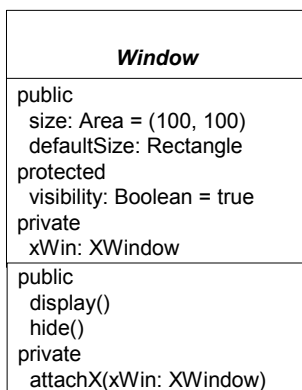 Window
public
size: Area = (100, 100)
defaultSize: Rectangle
protected
visibility: Boolean = true
private
xWin: XWindow
public
display()
hide()
private
attachX(xWin: XWindow)